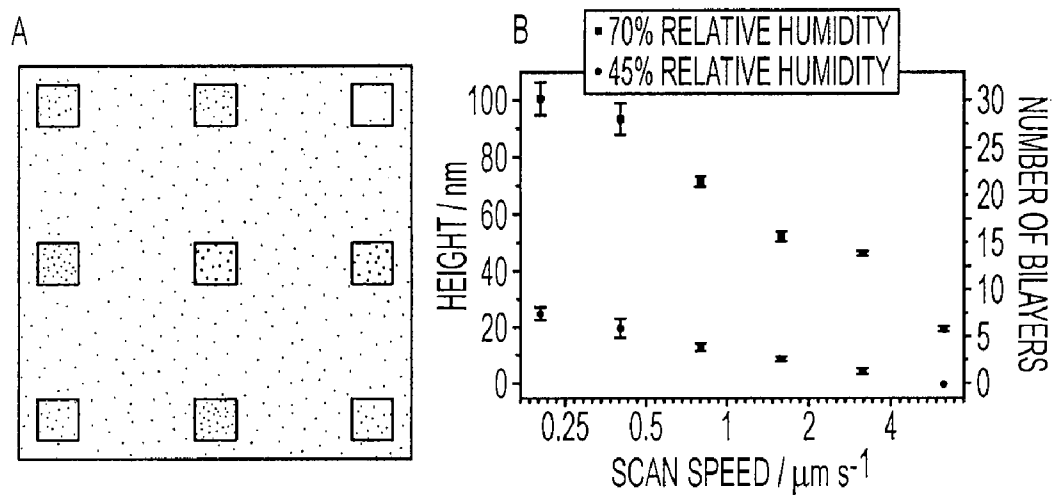 A
B
▪ 70% RELATIVE HUMIDITY
• 45% RELATIVE HUMIDITY
HEIGHT / nm
100
80
60
40
20
0
30
25
20
15
10
5
0
NUMBER OF BILAYERS
0.25 0.5 1 2 4
SCAN SPEED / μm s-1